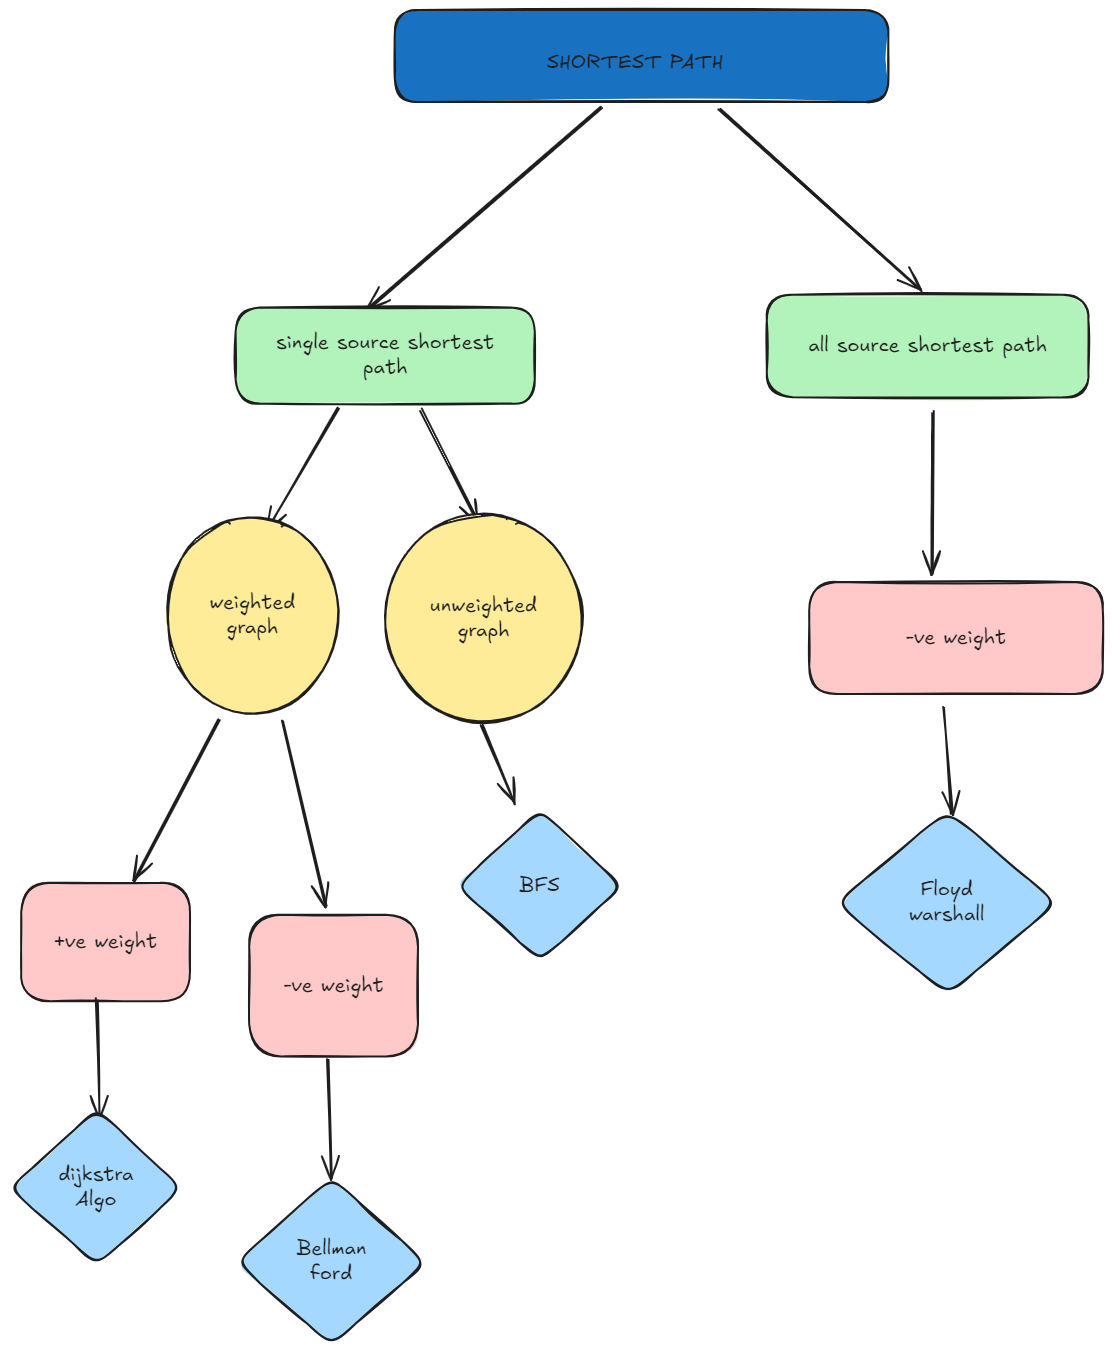 SHORTEST PATH
single source shortest
path
all source shortest path
weighted
graph
unweighted
graph
-ve weight
BFS
Floyd
warshall
+ve weight
-ve weight
dijkstra
Algo
Bellman
ford